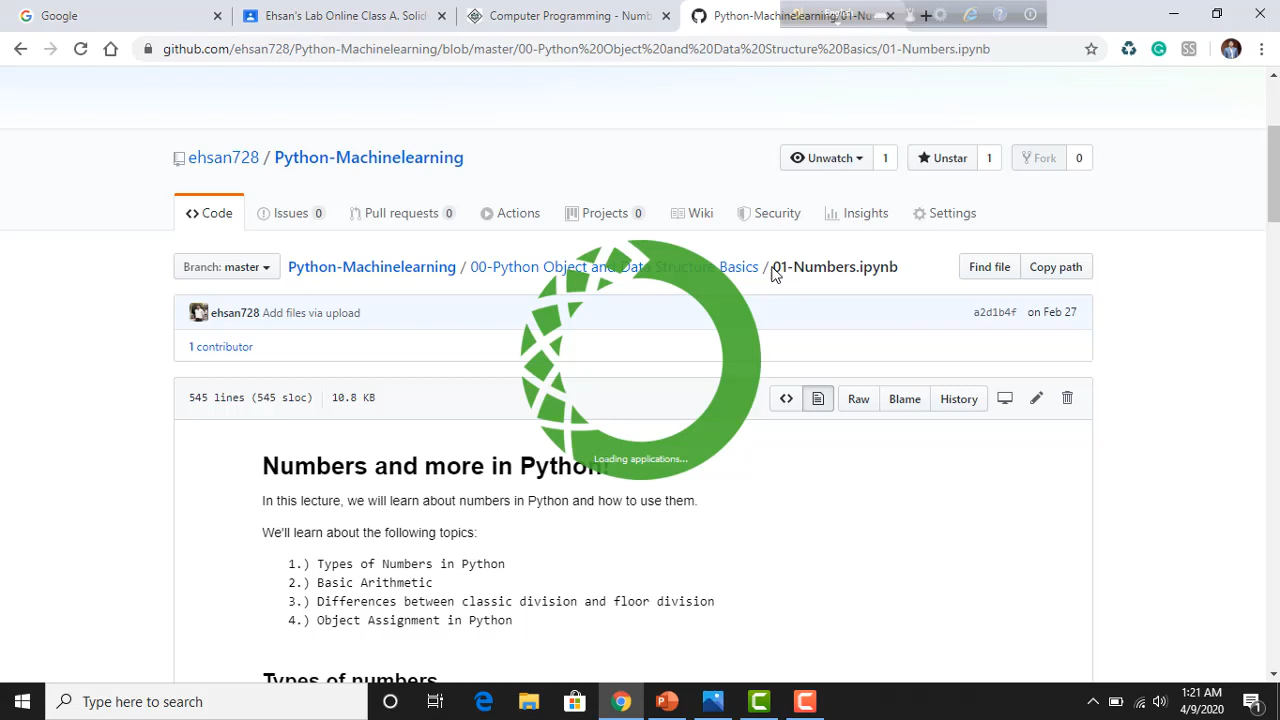 Google
Ehsan's Lab Online Class A. Solid
Computer Programming - Numb
Python-Machinelearning/01-Nu
English
github.com/ehsan728/Python-Machinelearning/blob/master/00-Python%20Object%20and%20Data%20Structure%20Basics/01-Numbers.ipynb
ehsan728 / Python-Machinelearning
Unwatch 1
Unstar 1
Fork 0
Code
Issues 0
Pull requests 0
Actions
Projects 0
Wiki
Security
Insights
Settings
Branch: master
Python-Machinelearning / 00-Python Object and Data Structure Basics / 01-Numbers.ipynb
Find file
Copy path
ehsan728 Add files via upload
a2d1b4f on Feb 27
1 contributor
545 lines (545 sloc) 10.8 KB
Raw
Blame
History
Loading applications...
Numbers and more in Python!
In this lecture, we will learn about numbers in Python and how to use them.
We'll learn about the following topics:
1.) Types of Numbers in Python
2.) Basic Arithmetic
3.) Differences between classic division and floor division
4.) Object Assignment in Python
Types of numbers
Type here to search
1:21 AM
4/9/2020